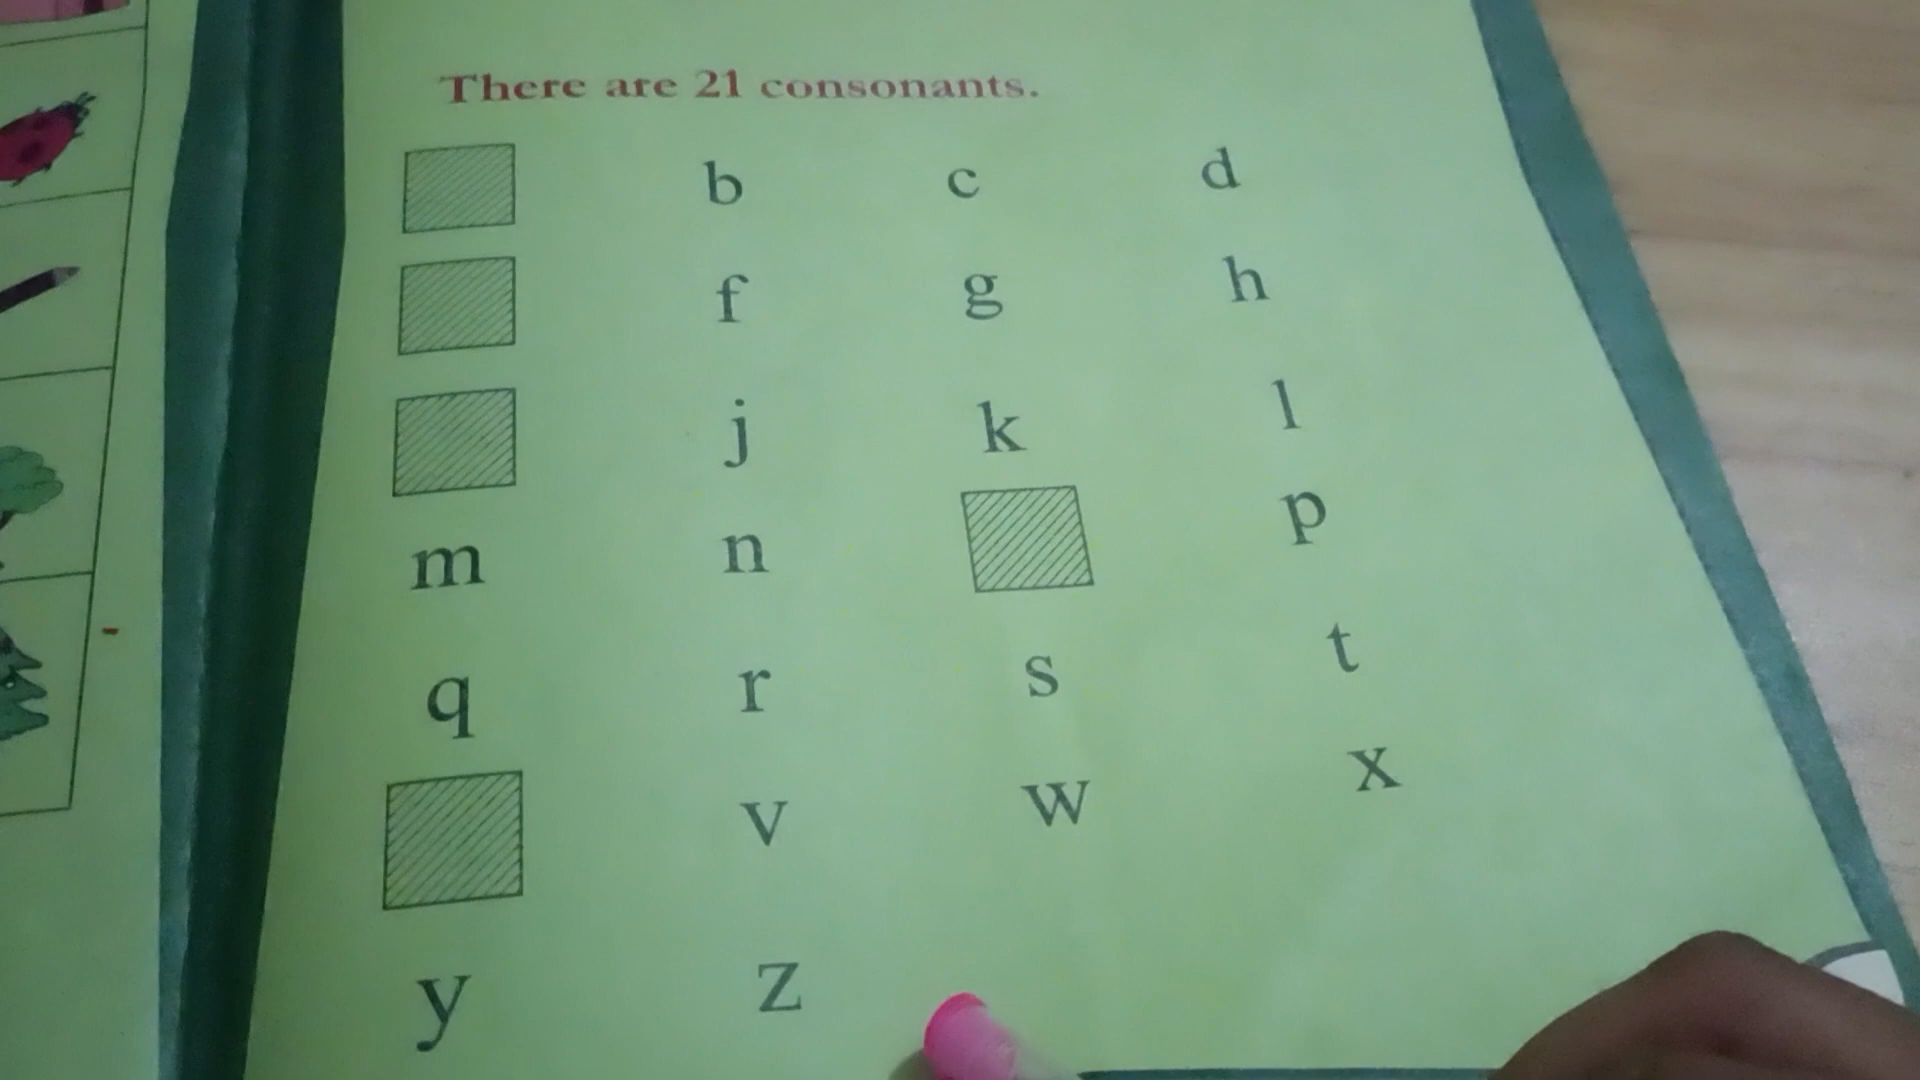 There are 21 consonants.
b c d
f g h
j k l
m n p
q r s t
v w x
y z